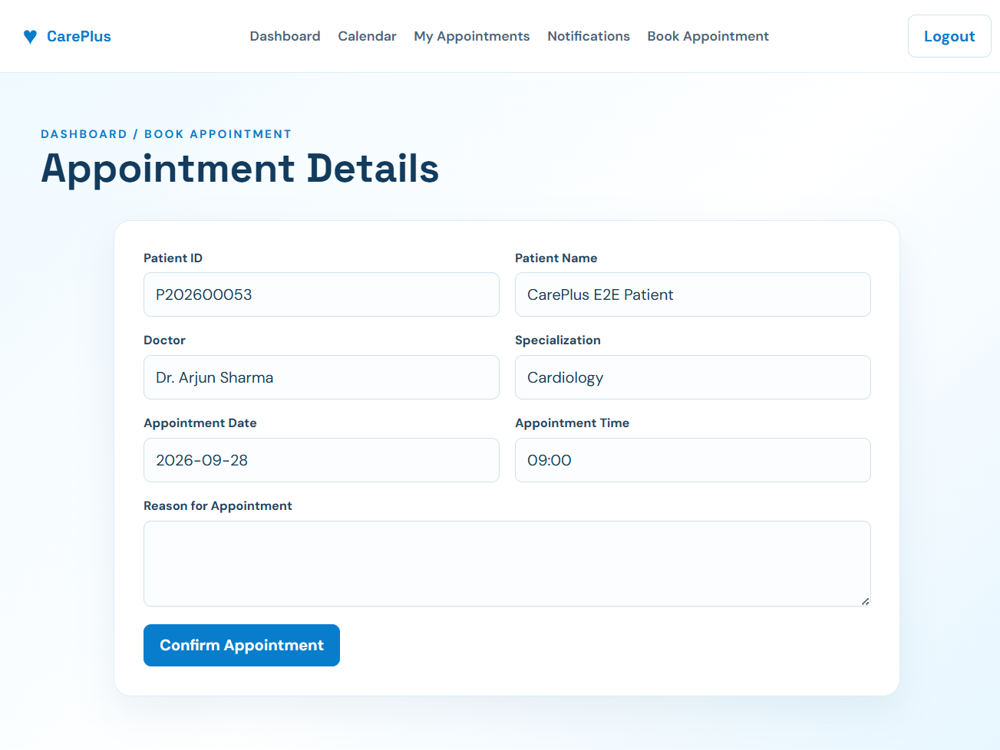 CarePlus
Dashboard Calendar My Appointments Notifications Book Appointment
Logout
DASHBOARD / BOOK APPOINTMENT
Appointment Details
Patient ID
P202600053
Patient Name
CarePlus E2E Patient
Doctor
Dr. Arjun Sharma
Specialization
Cardiology
Appointment Date
2026-09-28
Appointment Time
09:00
Reason for Appointment
Confirm Appointment